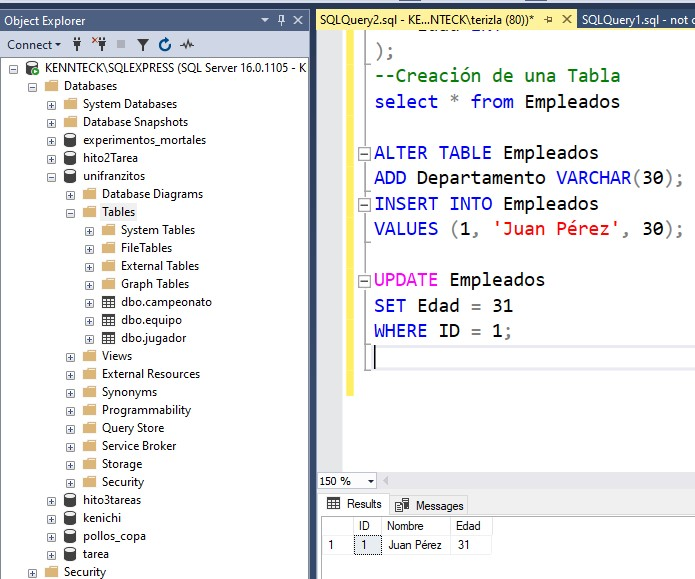 Object Explorer
Connect
KENNTECK\SQLEXPRESS (SQL Server 16.0.1105 - K
Databases
System Databases
Database Snapshots
experimentos_mortales
hito2Tarea
unifranzitos
Database Diagrams
Tables
System Tables
FileTables
External Tables
Graph Tables
dbo.campeonato
dbo.equipo
dbo.jugador
Views
External Resources
Synonyms
Programmability
Query Store
Service Broker
Storage
Security
hito3tareas
kenichi
pollos_copa
tarea
Security
SQLQuery2.sql - KE...NTECK\terizla (80))* SQLQuery1.sql - not c
);
--Creación de una Tabla
select * from Empleados
ALTER TABLE Empleados
ADD Departamento VARCHAR(30);
INSERT INTO Empleados
VALUES (1, 'Juan Pérez', 30);
UPDATE Empleados
SET Edad = 31
WHERE ID = 1;
150 %
Results Messages
ID Nombre Edad
1 1 Juan Pérez 31